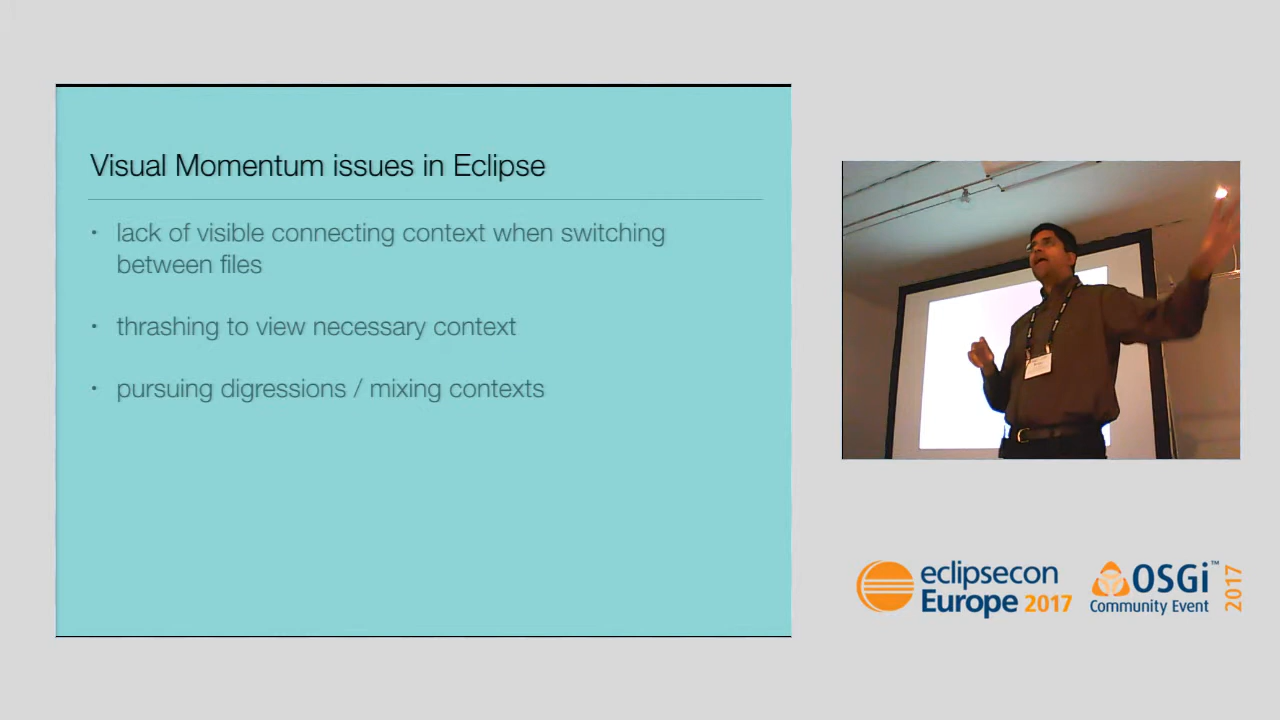 Visual Momentum issues in Eclipse
• lack of visible connecting context when switching
between files
• thrashing to view necessary context
• pursuing digressions / mixing contexts
eclipsecon
Europe 2017
OSGi™
Community Event
2017